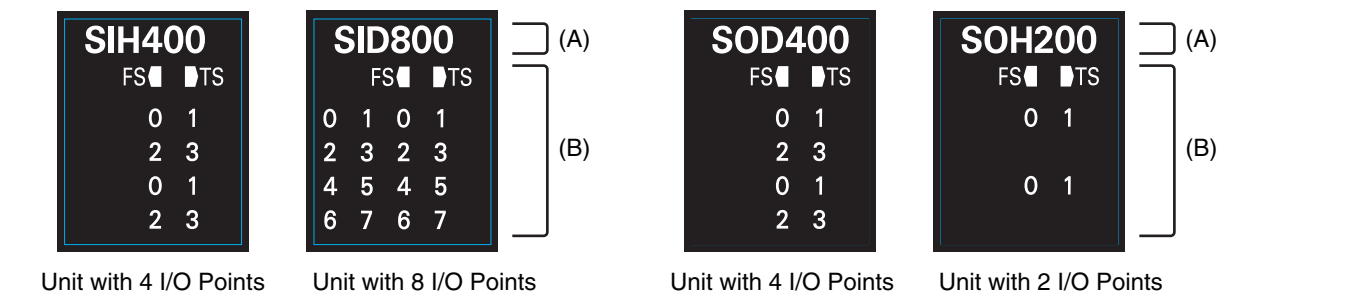 SIH400
FS TS
0 1
2 3
0 1
2 3
Unit with 4 I/O Points
SID800
FS TS
0 1 0 1
2 3 2 3
4 5 4 5
6 7 6 7
Unit with 8 I/O Points
(A)
(B)
SOD400
FS TS
0 1
2 3
0 1
2 3
Unit with 4 I/O Points
SOH200
FS TS
0 1
0 1
Unit with 2 I/O Points
(A)
(B)